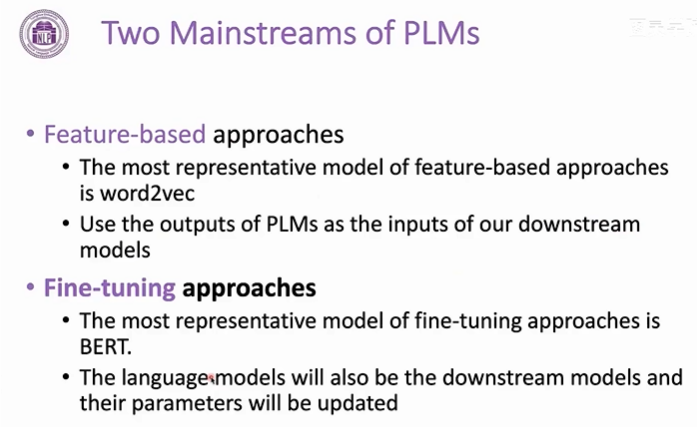 NLP
Two Mainstreams of PLMs
• Feature-based approaches
• The most representative model of feature-based approaches
is word2vec
• Use the outputs of PLMs as the inputs of our downstream
models
• Fine-tuning approaches
• The most representative model of fine-tuning approaches is
BERT.
• The language models will also be the downstream models and
their parameters will be updated